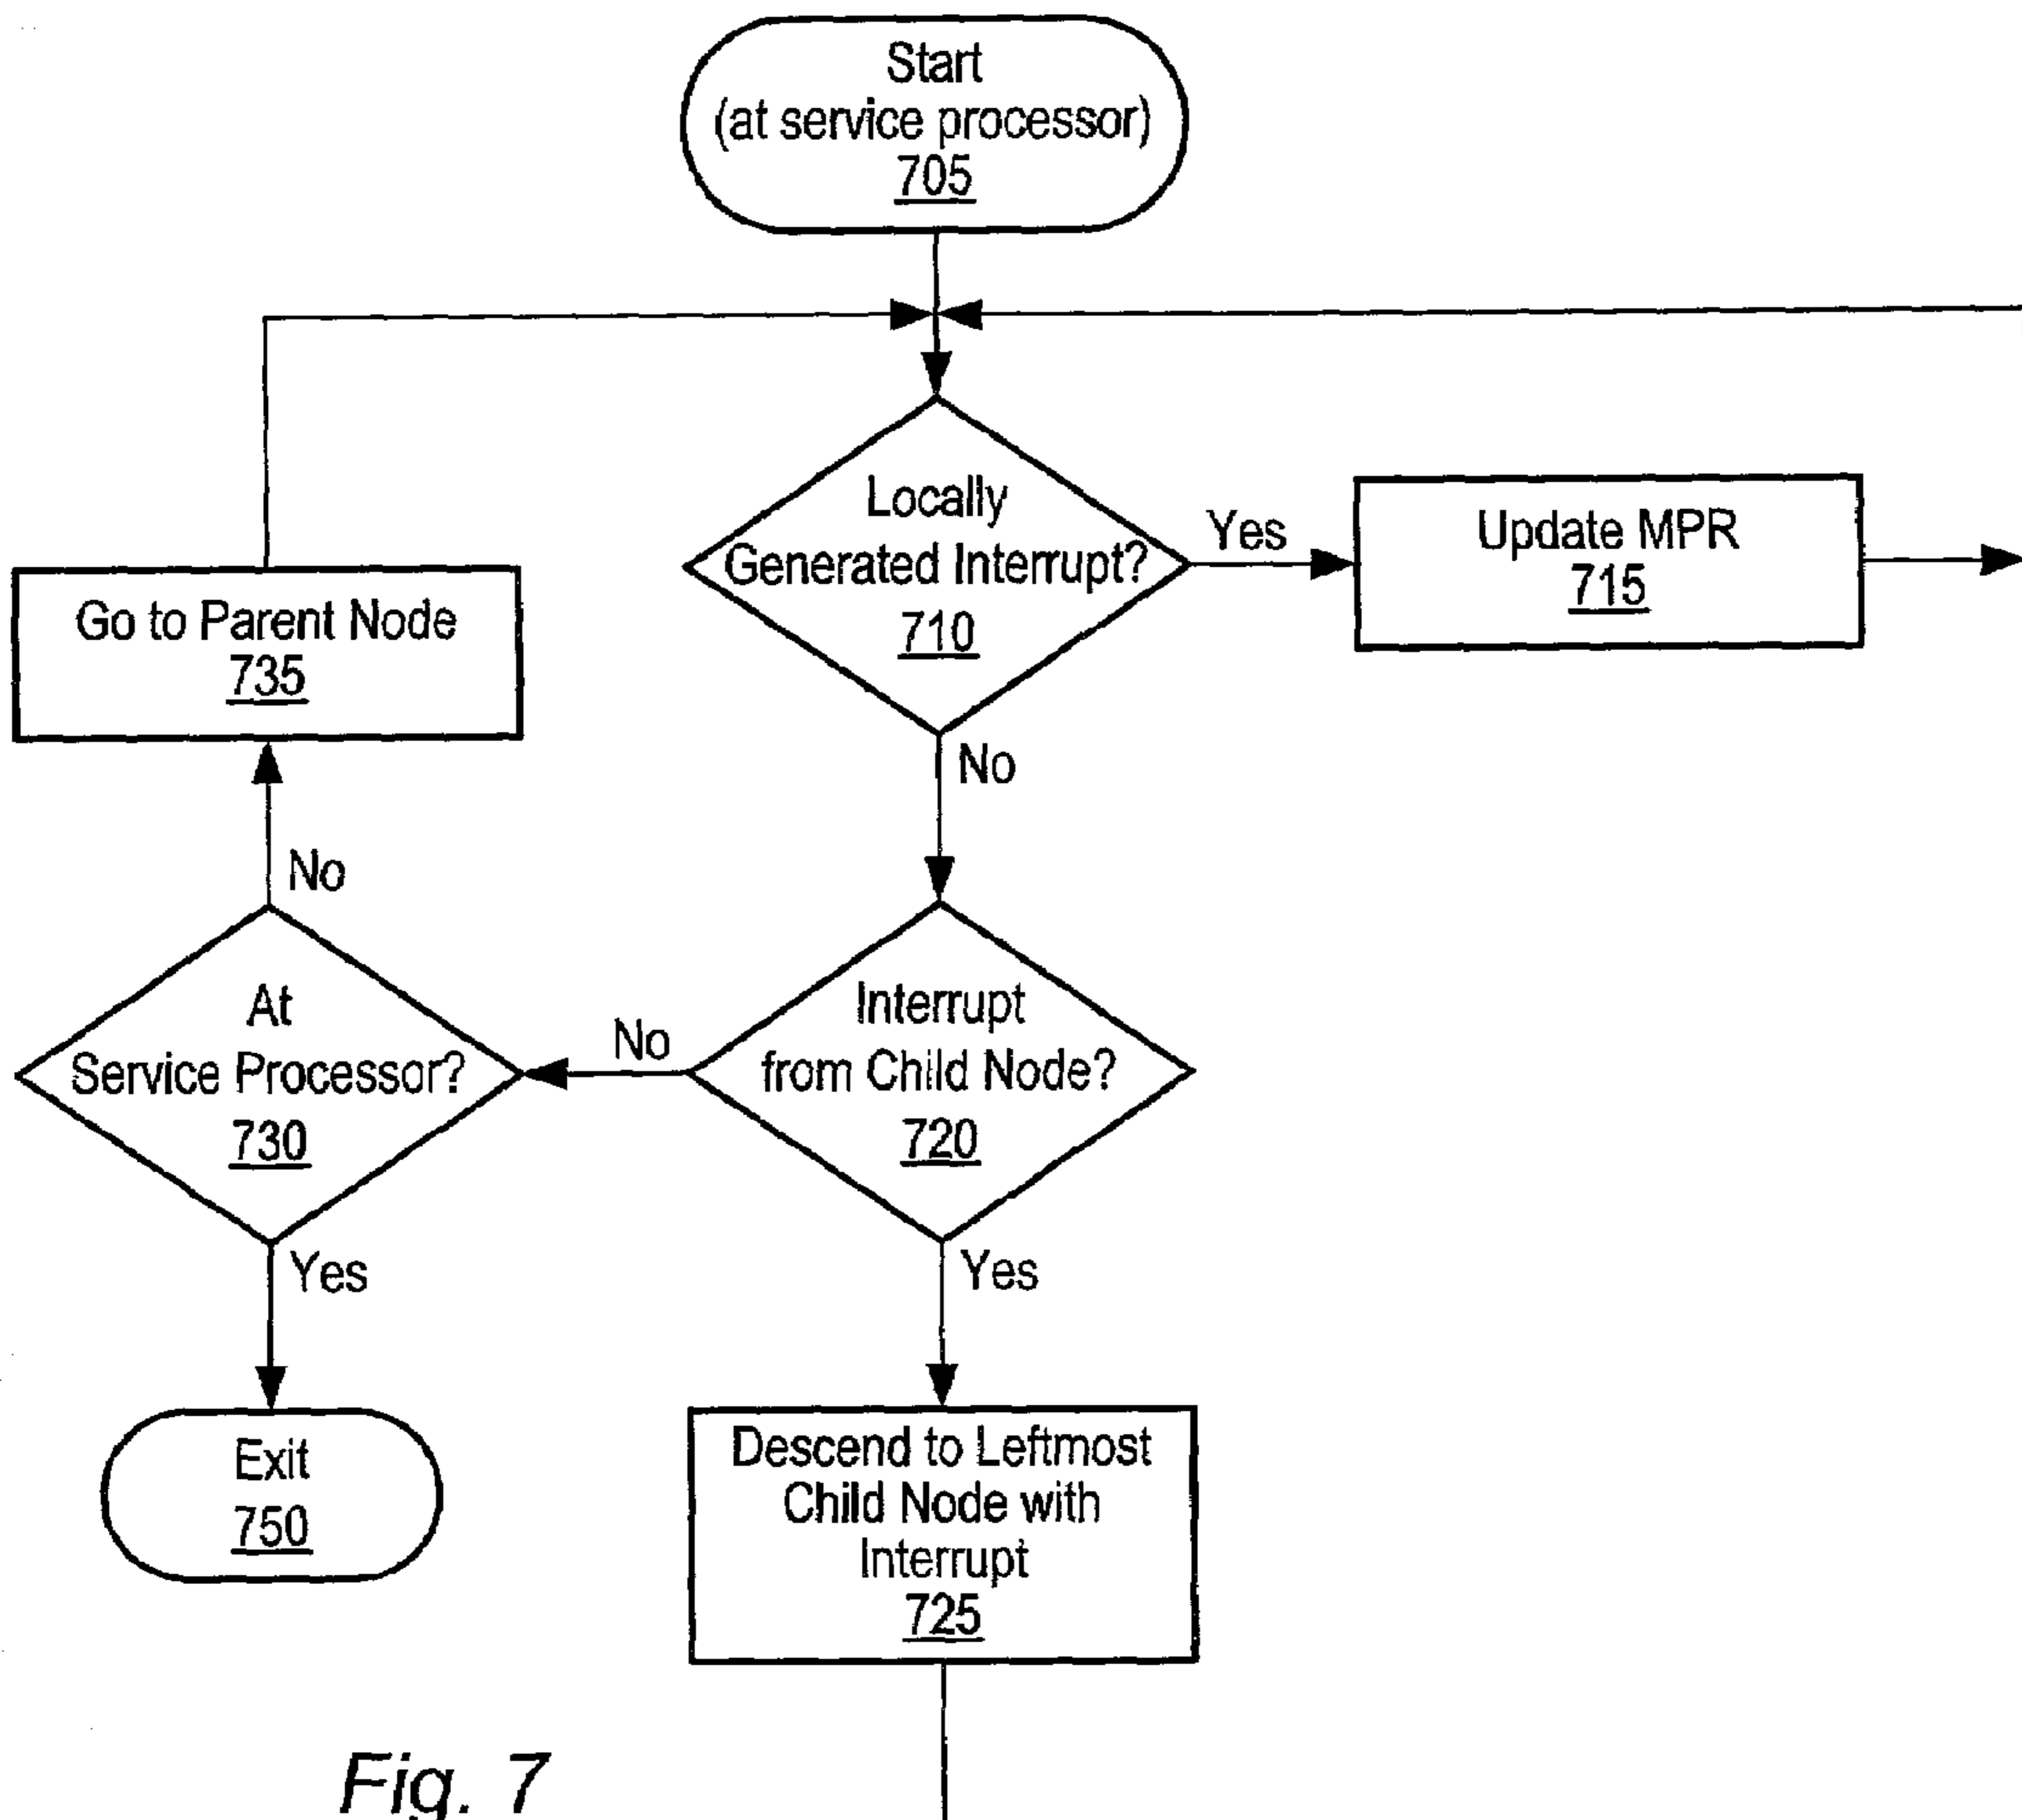 Start
(at service processor)
705
Locally
Generated Interrupt?
710
Yes
Update MPR
715
Go to Parent Node
735
No
No
At
Service Processor?
730
No
Interrupt
from Child Node?
720
Yes
Yes
Exit
750
Descend to Leftmost
Child Node with
Interrupt
725
Fig. 7